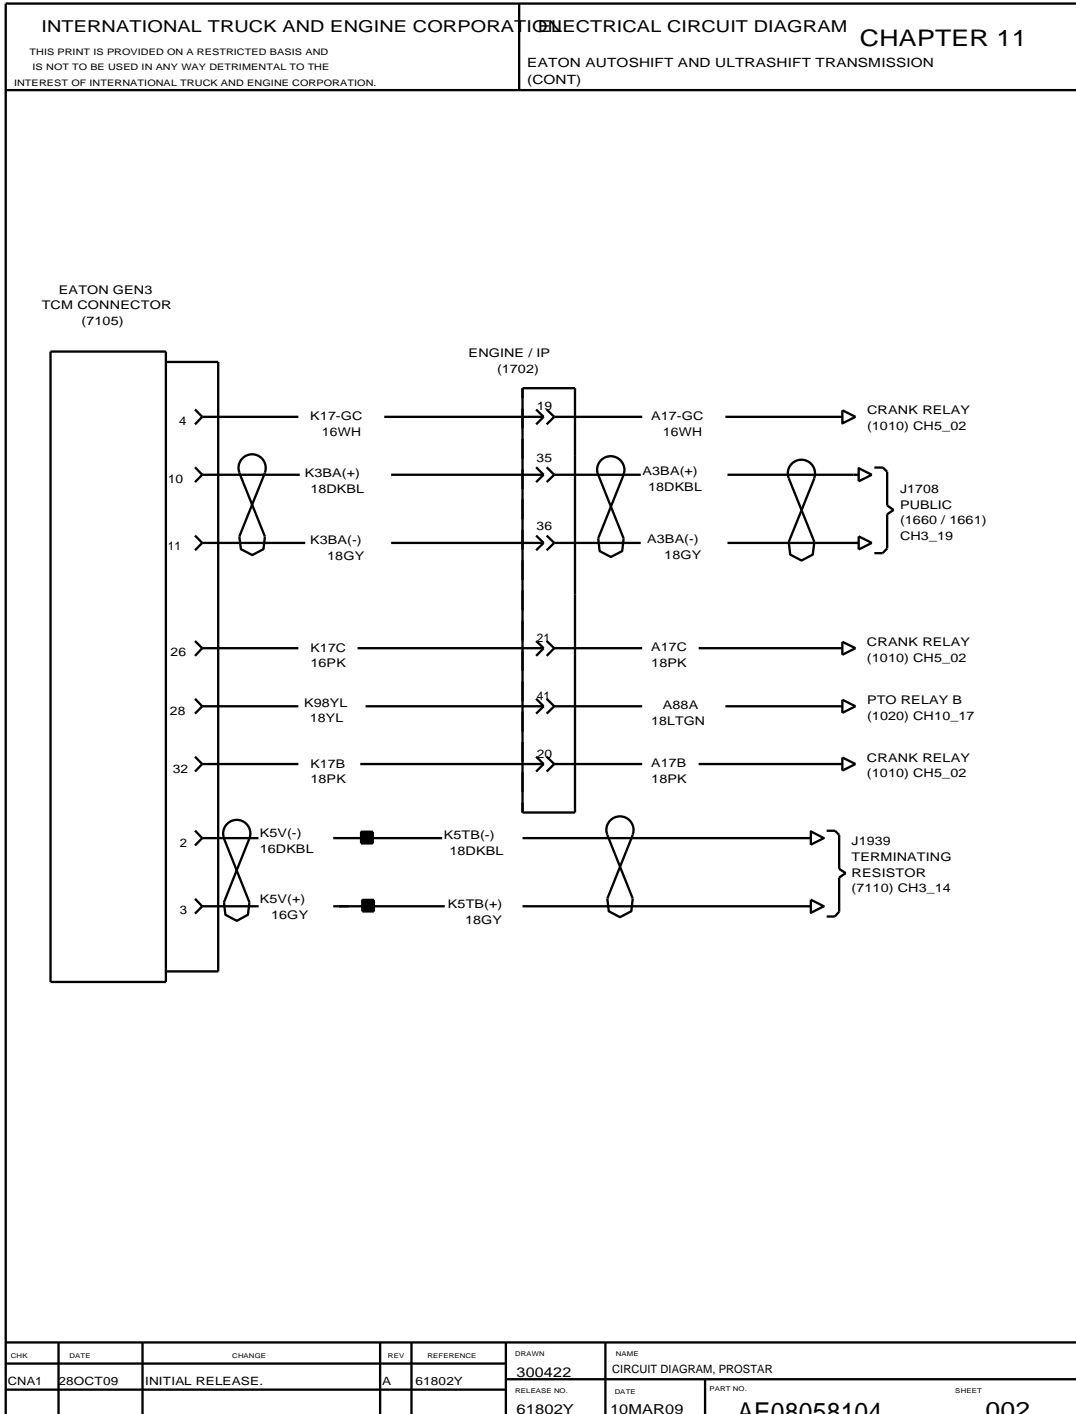 INTERNATIONAL TRUCK AND ENGINE CORPORATION
THIS PRINT IS PROVIDED ON A RESTRICTED BASIS AND
IS NOT TO BE USED IN ANY WAY DETRIMENTAL TO THE
INTEREST OF INTERNATIONAL TRUCK AND ENGINE CORPORATION.
ELECTRICAL CIRCUIT DIAGRAM
CHAPTER 11
EATON AUTOSHIFT AND ULTRASHIFT TRANSMISSION
(CONT)
EATON GEN3
TCM CONNECTOR
(7105)
ENGINE / IP
(1702)
4
K17-GC
16WH
19
A17-GC
16WH
CRANK RELAY
(1010) CH5_02
10
K3BA(+)
18DKBL
35
A3BA(+)
18DKBL
11
K3BA(-)
18GY
36
A3BA(-)
18GY
J1708
PUBLIC
(1660 / 1661)
CH3_19
26
K17C
16PK
21
A17C
18PK
CRANK RELAY
(1010) CH5_02
28
K98YL
18YL
41
A88A
18LTGN
PTO RELAY B
(1020) CH10_17
32
K17B
18PK
20
A17B
18PK
CRANK RELAY
(1010) CH5_02
2
K5V(-)
16DKBL
K5TB(-)
18DKBL
3
K5V(+)
16GY
K5TB(+)
18GY
J1939
TERMINATING
RESISTOR
(7110) CH3_14
CHK DATE CHANGE REV REFERENCE
CNA1 28OCT09 INITIAL RELEASE. A 61802Y
DRAWN
300422
NAME
CIRCUIT DIAGRAM, PROSTAR
RELEASE NO.
61802Y
DATE
10MAR09
PART NO.
AE08058104
SHEET
002